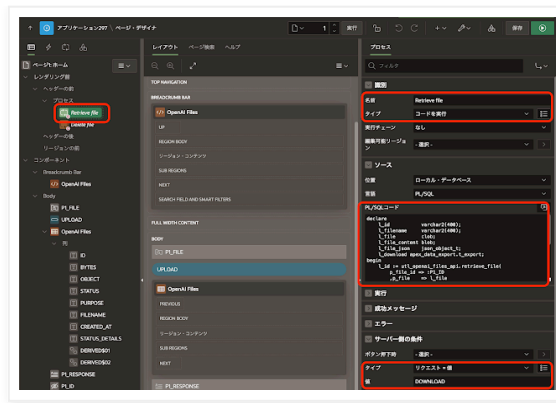 アプリケーション297 \ ページ・デザイナ
1
実行
保存
ページ1: ホーム
レンダリング前
ヘッダーの前
プロセス
Retrieve file
Delete file
ヘッダーの後
リージョンの前
コンポーネント
Breadcrumb Bar
OpenAI Files
Body
P1_FILE
UPLOAD
OpenAI Files
列
ID
BYTES
OBJECT
STATUS
PURPOSE
FILENAME
CREATED_AT
STATUS_DETAILS
DERIVED$01
DERIVED$02
P1_RESPONSE
P1_ID
レイアウト ページ検索 ヘルプ
TOP NAVIGATION
BREADCRUMB BAR
OpenAI Files
UP
REGION BODY
リージョン・コンテンツ
SUB REGIONS
NEXT
SEARCH FIELD AND SMART FILTERS
FULL WIDTH CONTENT
BODY
P1_FILE
UPLOAD
OpenAI Files
PREVIOUS
REGION BODY
リージョン・コンテンツ
SUB REGIONS
NEXT
P1_RESPONSE
プロセス
フィルタ
識別
名前 Retrieve file
タイプ コードを実行
実行チェーン なし
編集可能リージョン - 選択 -
ソース
位置 ローカル・データベース
言語 PL/SQL
PL/SQLコード
declare
l_id varchar2(400);
l_filename varchar2(400);
l_file clob;
l_file_content blob;
l_file_json json_object_t;
l_download apex_data_export.t_export;
begin
l_id := utl_openai_files_api.retrieve_file(
p_file_id => :P1_ID
,p_file => l_file
実行
成功メッセージ
エラー
サーバー側の条件
ボタン押下時 - 選択 -
タイプ リクエスト = 値
値 DOWNLOAD